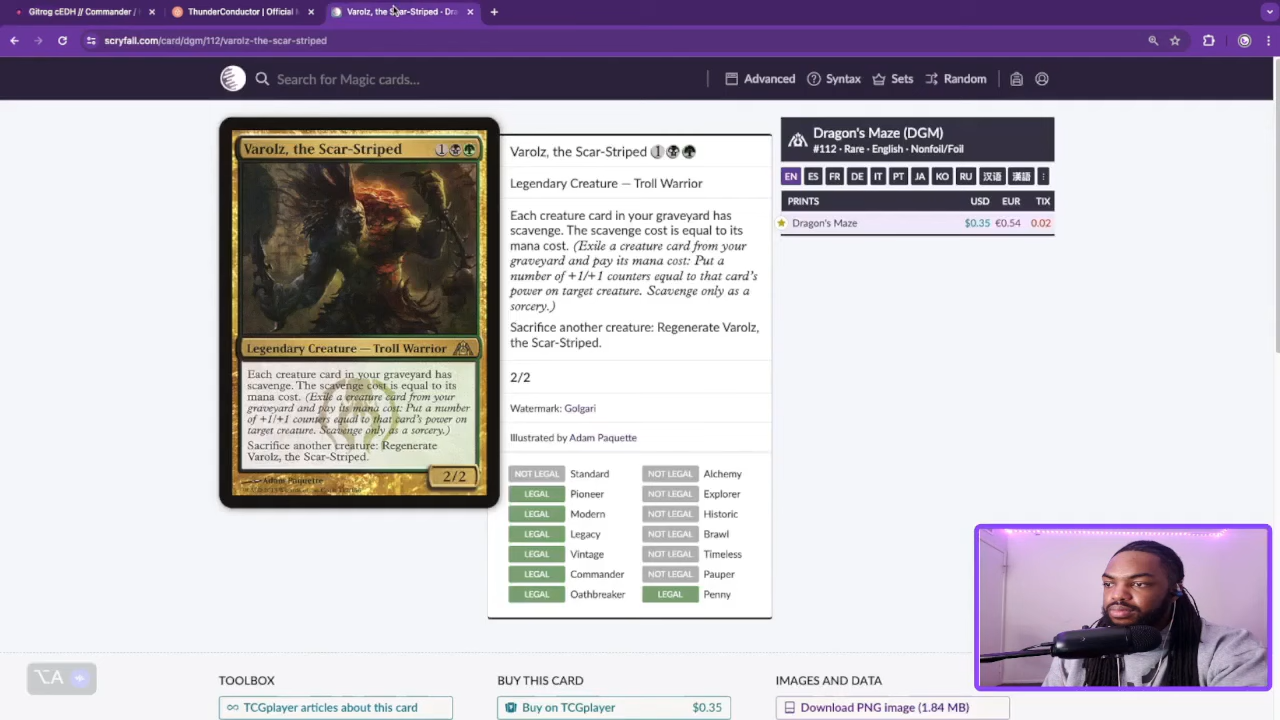 Gitrog cEDH // Commander /
ThunderConductor | Official
Varolz, the Scar-Striped · Dra
scryfall.com/card/dgm/112/varolz-the-scar-striped
Search for Magic cards...
Advanced
Syntax
Sets
Random
Varolz, the Scar-Striped 1
Legendary Creature — Troll Warrior
Each creature card in your graveyard has
scavenge. The scavenge cost is equal to its
mana cost. (Exile a creature card from your
graveyard and pay its mana cost: Put a number
of +1/+1 counters equal to that card's power on
target creature. Scavenge only as a sorcery.)
Sacrifice another creature: Regenerate
Varolz, the Scar-Striped.
2/2
Adam Paquette
Varolz, the Scar-Striped 1
Legendary Creature — Troll Warrior
Each creature card in your graveyard has
scavenge. The scavenge cost is equal to its
mana cost. (Exile a creature card from your
graveyard and pay its mana cost: Put a
number of +1/+1 counters equal to that card's
power on target creature. Scavenge only as a
sorcery.)
Sacrifice another creature: Regenerate Varolz,
the Scar-Striped.
2/2
Watermark: Golgari
Illustrated by Adam Paquette
NOT LEGAL Standard NOT LEGAL Alchemy
LEGAL Pioneer NOT LEGAL Explorer
LEGAL Modern NOT LEGAL Historic
LEGAL Legacy NOT LEGAL Brawl
LEGAL Vintage NOT LEGAL Timeless
LEGAL Commander NOT LEGAL Pauper
LEGAL Oathbreaker LEGAL Penny
Dragon's Maze (DGM)
#112 · Rare · English · Nonfoil/Foil
EN ES FR DE IT PT JA KO RU 汉语 漢語
PRINTS USD EUR TIX
Dragon's Maze $0.35 €0.54 0.02
⌥A
TOOLBOX
TCGplayer articles about this card
BUY THIS CARD
Buy on TCGplayer $0.35
IMAGES AND DATA
Download PNG image (1.84 MB)